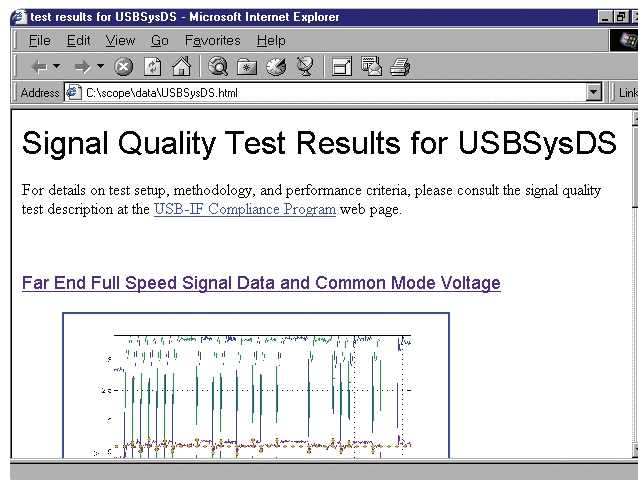 test results for USBSysDS - Microsoft Internet Explorer
File Edit View Go Favorites Help
Address C:\scope\data\USBSysDS.html Link
Signal Quality Test Results for USBSysDS
For details on test setup, methodology, and performance criteria, please consult the signal quality
test description at the USB-IF Compliance Program web page.
Far End Full Speed Signal Data and Common Mode Voltage